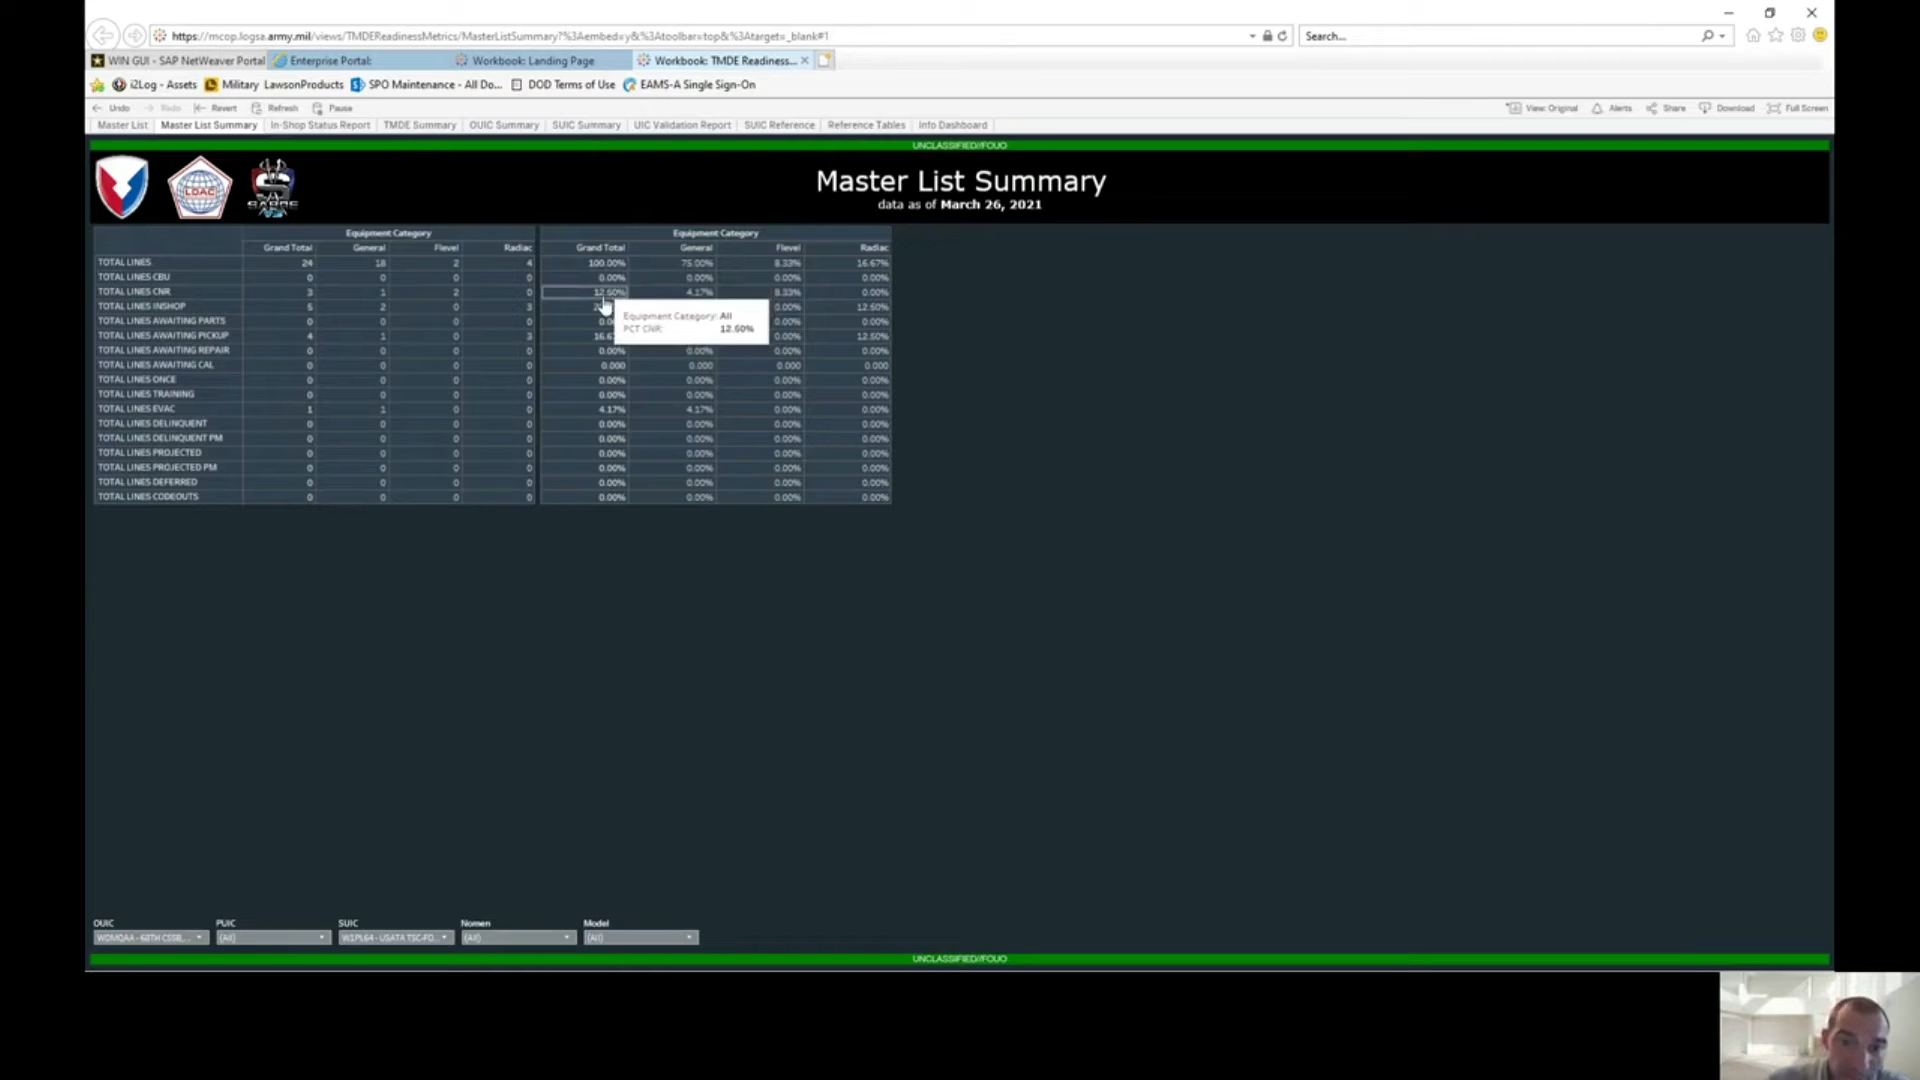 https://mcop.logsa.army.mil/views/TMDEReadinessMetrics/MasterListSummary?%3Aembed=y&%3Atoolbar=top&%3Atarget=_blank#1
Search...
WIN GUI - SAP NetWeaver Portal Enterprise Portal: Workbook: Landing Page Workbook: TMDE Readiness...
i2Log - Assets Military LawsonProducts SPO Maintenance - All Do... DOD Terms of Use EAMS-A Single Sign-On
Undo Redo Revert Refresh Pause View: Original Alerts Share Download Full Screen
Master List Master List Summary In-Shop Status Report TMDE Summary OUIC Summary SUIC Summary UIC Validation Report SUIC Reference Reference Tables Info Dashboard
UNCLASSIFIED//FOUO
LDAC
SABRE
Master List Summary
data as of March 26, 2021
Equipment Category Equipment Category
Grand Total General Flevel Radiac Grand Total General Flevel Radiac
TOTAL LINES 24 18 2 4 100.00% 75.00% 8.33% 16.67%
TOTAL LINES CBU 0 0 0 0 0.00% 0.00% 0.00% 0.00%
TOTAL LINES CNR 3 1 2 0 12.50% 4.17% 8.33% 0.00%
TOTAL LINES INSHOP 5 2 0 3 0.00% 12.50%
TOTAL LINES AWAITING PARTS 0 0 0 0 0.00% 0.00%
TOTAL LINES AWAITING PICKUP 4 1 0 3 16.6 0.00% 12.50%
TOTAL LINES AWAITING REPAIR 0 0 0 0 0.00% 0.00% 0.00% 0.00%
TOTAL LINES AWAITING CAL 0 0 0 0 0.000 0.000 0.000 0.000
TOTAL LINES ONCE 0 0 0 0 0.00% 0.00% 0.00% 0.00%
TOTAL LINES TRAINING 0 0 0 0 0.00% 0.00% 0.00% 0.00%
TOTAL LINES EVAC 1 1 0 0 4.17% 4.17% 0.00% 0.00%
TOTAL LINES DELINQUENT 0 0 0 0 0.00% 0.00% 0.00% 0.00%
TOTAL LINES DELINQUENT PM 0 0 0 0 0.00% 0.00% 0.00% 0.00%
TOTAL LINES PROJECTED 0 0 0 0 0.00% 0.00% 0.00% 0.00%
TOTAL LINES PROJECTED PM 0 0 0 0 0.00% 0.00% 0.00% 0.00%
TOTAL LINES DEFERRED 0 0 0 0 0.00% 0.00% 0.00% 0.00%
TOTAL LINES CODEOUTS 0 0 0 0 0.00% 0.00% 0.00% 0.00%
Equipment Category: All
PCT CNR: 12.50%
OUIC PUIC SUIC Nomen Model
W0MQAA - 68TH CSSB,... (All) W1PL64 - USATA TSC-FO... (All) (All)
UNCLASSIFIED//FOUO